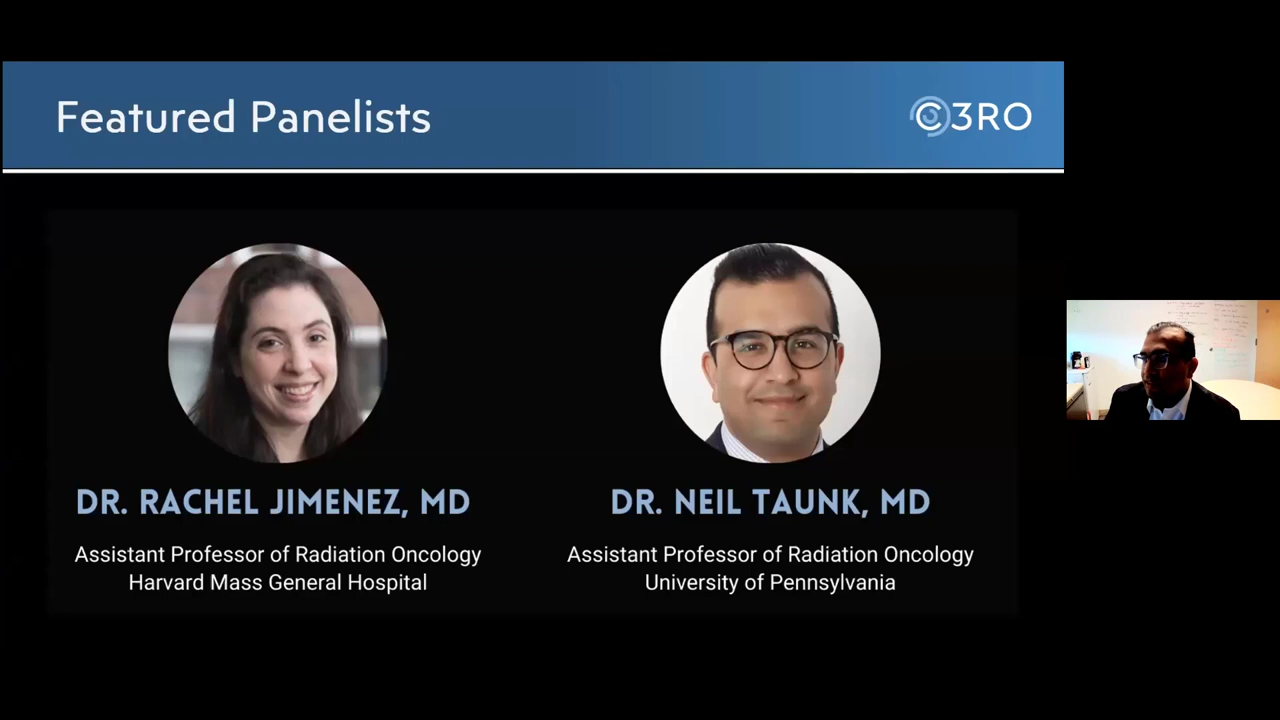 Featured Panelists
C3RO
DR. RACHEL JIMENEZ, MD
Assistant Professor of Radiation Oncology
Harvard Mass General Hospital
DR. NEIL TAUNK, MD
Assistant Professor of Radiation Oncology
University of Pennsylvania